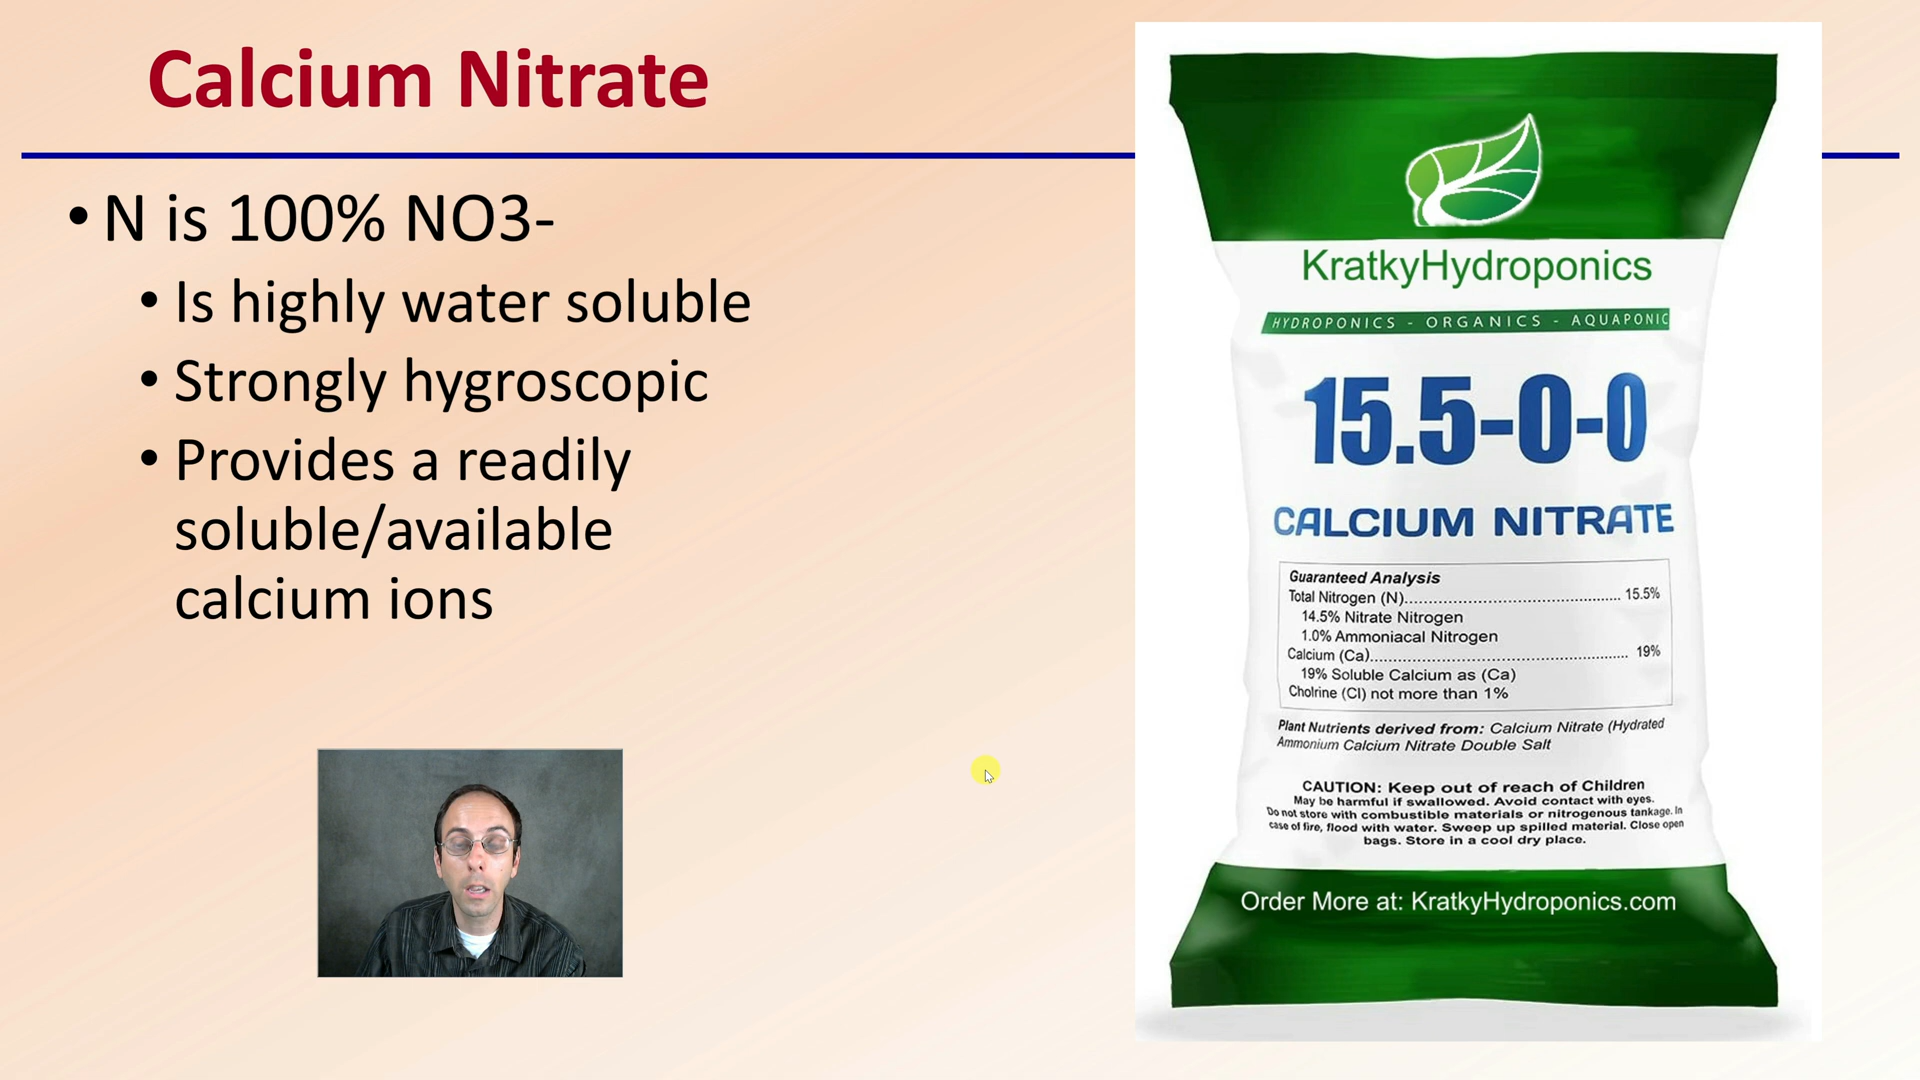 Calcium Nitrate
• N is 100% NO3-
• Is highly water soluble
• Strongly hygroscopic
• Provides a readily
soluble/available
calcium ions
KratkyHydroponics
HYDROPONICS - ORGANICS - AQUAPONIC
15.5-0-0
CALCIUM NITRATE
Guaranteed Analysis
Total Nitrogen (N)........................................ 15.5%
14.5% Nitrate Nitrogen
1.0% Ammoniacal Nitrogen
Calcium (Ca)................................................ 19%
19% Soluble Calcium as (Ca)
Cholrine (Cl) not more than 1%
Plant Nutrients derived from: Calcium Nitrate (Hydrated
Ammonium Calcium Nitrate Double Salt
CAUTION: Keep out of reach of Children
May be harmful if swallowed. Avoid contact with eyes.
Do not store with combustible materials or nitrogenous tankage. In
case of fire, flood with water. Sweep up spilled material. Close open
bags. Store in a cool dry place.
Order More at: KratkyHydroponics.com